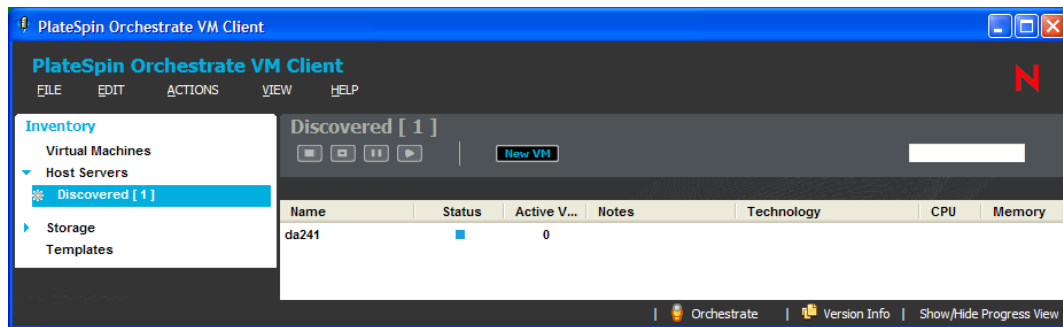 PlateSpin Orchestrate VM Client
PlateSpin Orchestrate VM Client
FILE EDIT ACTIONS VIEW HELP
N
Inventory
Virtual Machines
Host Servers
Discovered [ 1 ]
Storage
Templates
Discovered [ 1 ]
New VM
Name Status Active V... Notes Technology CPU Memory
da241 0
| Orchestrate | Version Info | Show/Hide Progress View